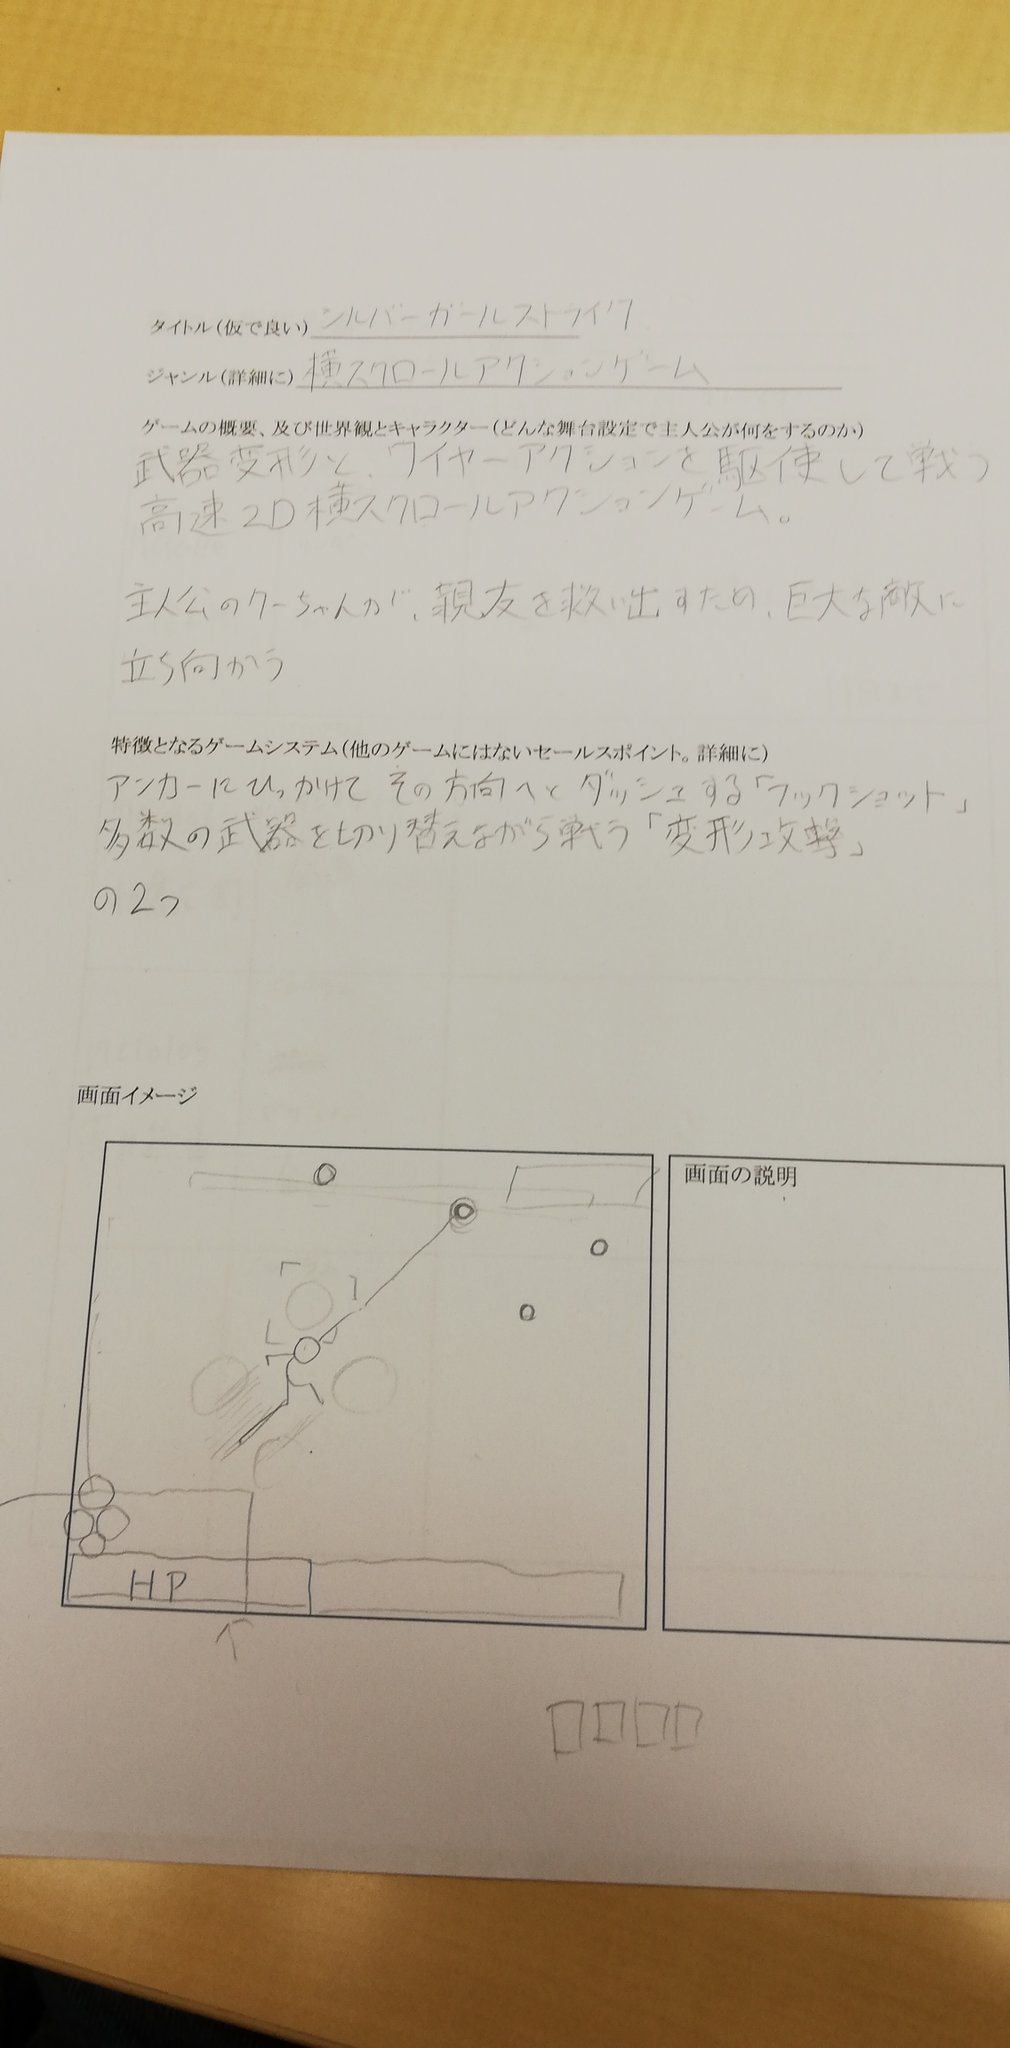 タイトル(仮で良い) シルバーガールストライク
ジャンル(詳細に) 横スクロールアクションゲーム
ゲームの概要、及び世界観とキャラクター(どんな舞台設定で主人公が何をするのか)
武器変形と、ワイヤーアクションを駆使して戦う
高速2D横スクロールアクションゲーム。
主人公のクーちゃんが、親友を救い出すため、巨大な敵に
立ち向かう
特徴となるゲームシステム(他のゲームにはないセールスポイント。詳細に)
アンカーにひっかけて その方向へと ダッシュする「フックショット」
多数の武器を切り替えながら戦う「変形攻撃」
の2つ
画面イメージ
画面の説明
HP